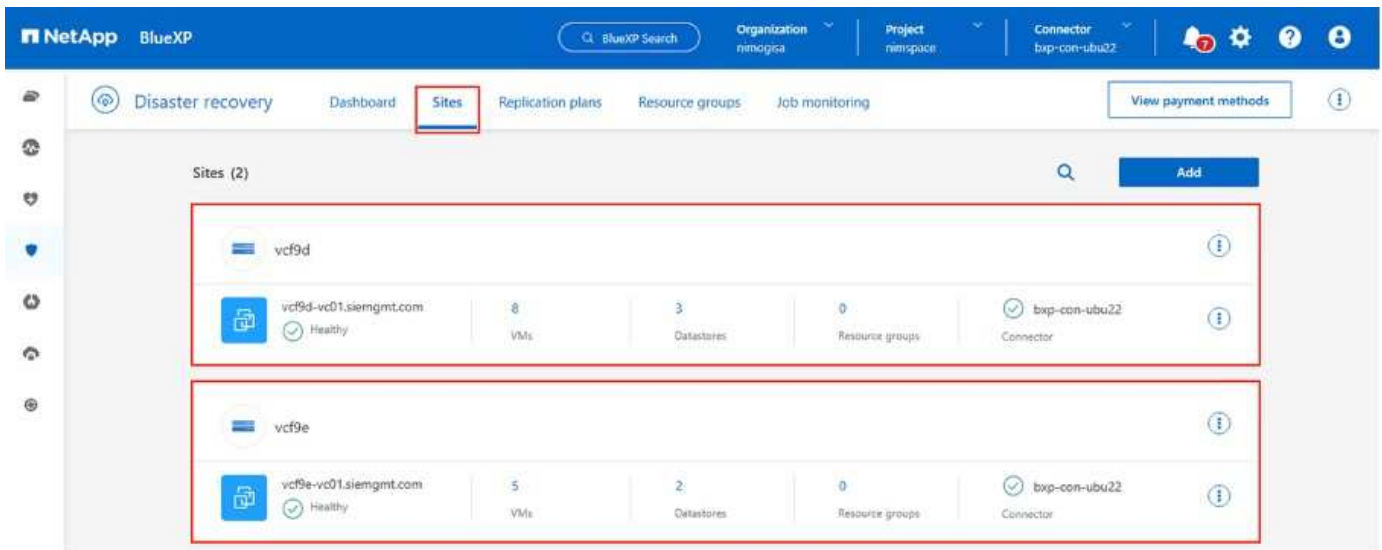 NetApp BlueXP BlueXP Search Organization Project Connector 7
nimogisa nimspace bxp-con-ubu22
Disaster recovery Dashboard Sites Replication plans Resource groups Job monitoring View payment methods
Sites (2) Add
vcf9d
vcf9d-vc01.siemgmt.com 8 3 0 bxp-con-ubu22
Healthy VMs Datastores Resource groups Connector
vcf9e
vcf9e-vc01.siemgmt.com 5 2 0 bxp-con-ubu22
Healthy VMs Datastores Resource groups Connector